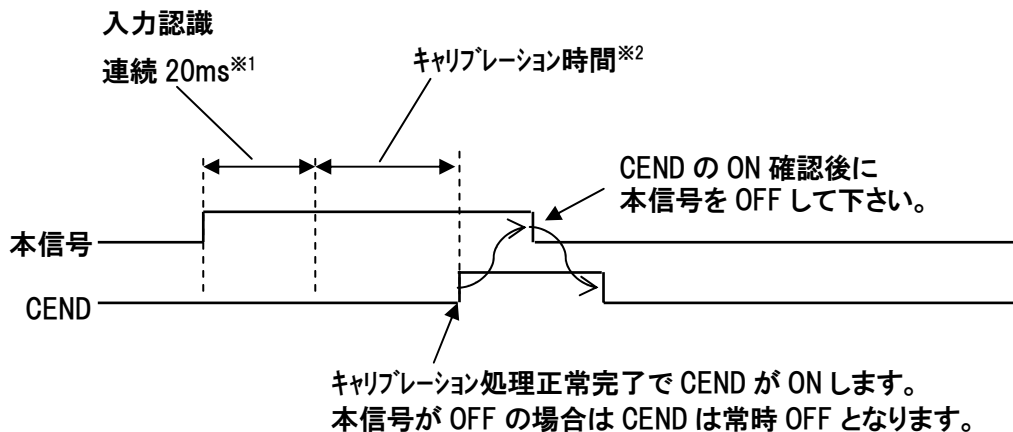 入力認識
連続 20ms※1
キャリブレーション時間※2
CEND の ON 確認後に
本信号を OFF して下さい。
本信号
CEND
キャリブレーション処理正常完了で CEND が ON します。
本信号が OFF の場合は CEND は常時 OFF となります。